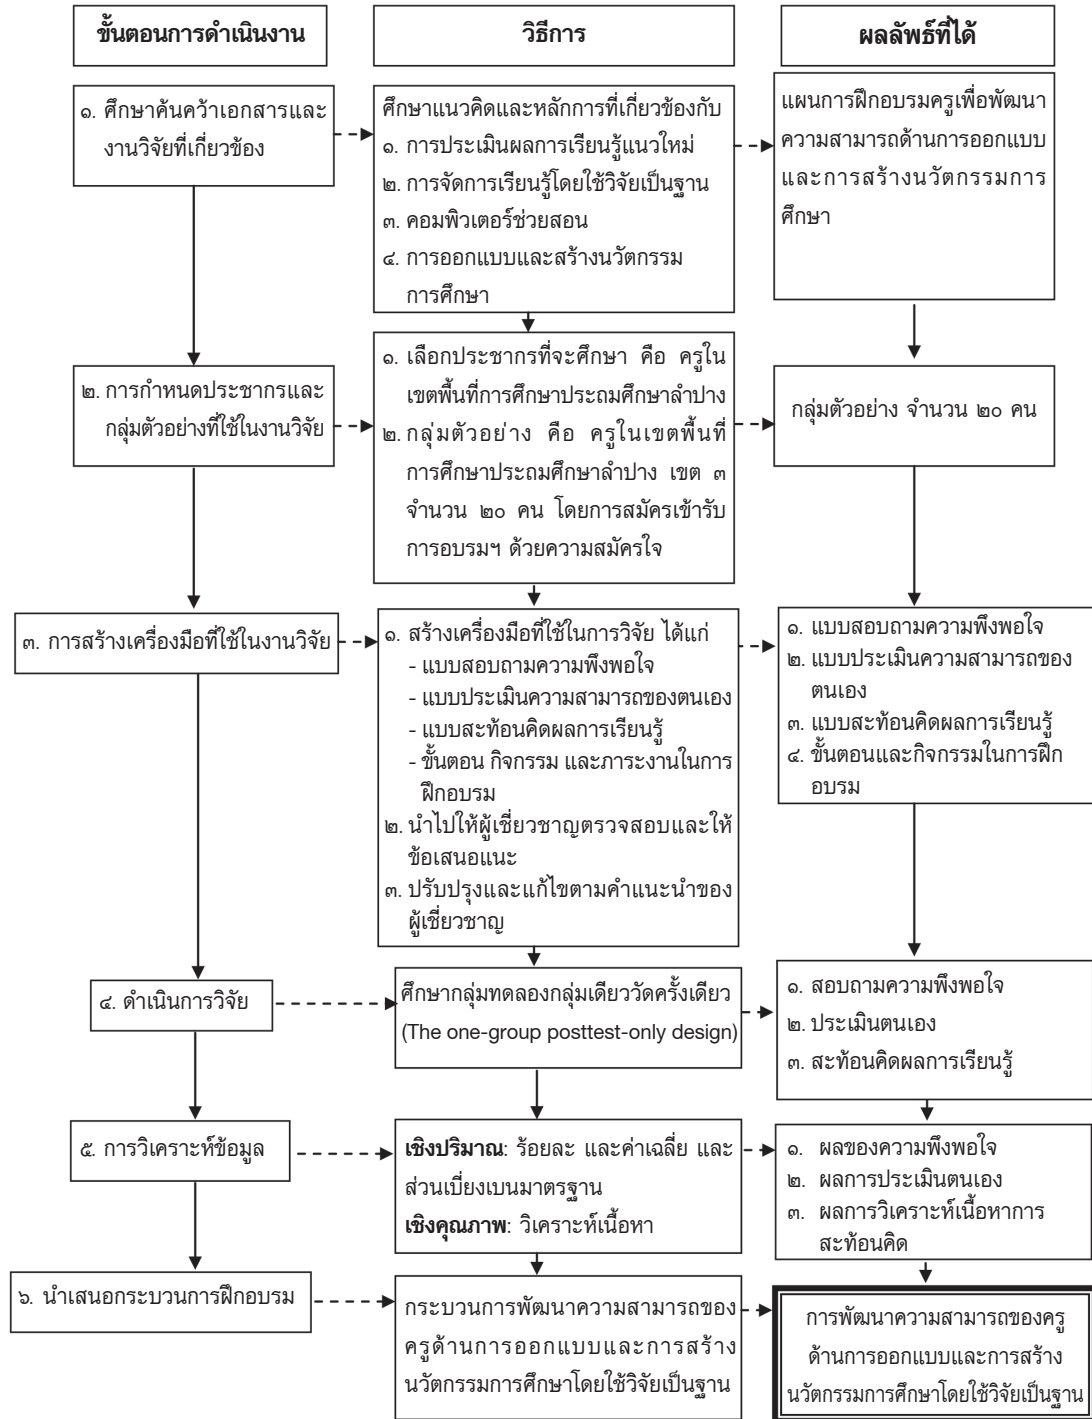 ขั้นตอนการดำเนินงาน
วิธีการ
ผลลัพธ์ที่ได้
๑. ศึกษาค้นคว้าเอกสารและ
งานวิจัยที่เกี่ยวข้อง
ศึกษาแนวคิดและหลักการที่เกี่ยวข้องกับ
๑. การประเมินผลการเรียนรู้แนวใหม่
๒. การจัดการเรียนรู้โดยใช้วิจัยเป็นฐาน
๓. คอมพิวเตอร์ช่วยสอน
๔. การออกแบบและสร้างนวัตกรรม
การศึกษา
แผนการฝึกอบรมครูเพื่อพัฒนา
ความสามารถด้านการออกแบบ
และการสร้างนวัตกรรมการ
ศึกษา
๒. การกำหนดประชากรและ
กลุ่มตัวอย่างที่ใช้ในงานวิจัย
๑. เลือกประชากรที่จะศึกษา คือ ครูใน
เขตพื้นที่การศึกษาประถมศึกษาลำปาง
๒. กลุ่มตัวอย่าง คือ ครูในเขตพื้นที่
การศึกษาประถมศึกษาลำปาง เขต ๓
จำนวน ๒๐ คน โดยการสมัครเข้ารับ
การอบรมฯ ด้วยความสมัครใจ
กลุ่มตัวอย่าง จำนวน ๒๐ คน
๓. การสร้างเครื่องมือที่ใช้ในงานวิจัย
๑. สร้างเครื่องมือที่ใช้ในการวิจัย ได้แก่
- แบบสอบถามความพึงพอใจ
- แบบประเมินความสามารถของตนเอง
- แบบสะท้อนคิดผลการเรียนรู้
- ขั้นตอน กิจกรรม และภาระงานในการ
ฝึกอบรม
๒. นำไปให้ผู้เชี่ยวชาญตรวจสอบและให้
ข้อเสนอแนะ
๓. ปรับปรุงและแก้ไขตามคำแนะนำของ
ผู้เชี่ยวชาญ
๑. แบบสอบถามความพึงพอใจ
๒. แบบประเมินความสามารถของ
ตนเอง
๓. แบบสะท้อนคิดผลการเรียนรู้
๔. ขั้นตอนและกิจกรรมในการฝึก
อบรม
๔. ดำเนินการวิจัย
ศึกษากลุ่มทดลองกลุ่มเดียววัดครั้งเดียว
(The one-group posttest-only design)
๑. สอบถามความพึงพอใจ
๒. ประเมินตนเอง
๓. สะท้อนคิดผลการเรียนรู้
๕. การวิเคราะห์ข้อมูล
เชิงปริมาณ: ร้อยละ และค่าเฉลี่ย และ
ส่วนเบี่ยงเบนมาตรฐาน
เชิงคุณภาพ: วิเคราะห์เนื้อหา
๑. ผลของความพึงพอใจ
๒. ผลการประเมินตนเอง
๓. ผลการวิเคราะห์เนื้อหาการ
สะท้อนคิด
๖. นำเสนอกระบวนการฝึกอบรม
กระบวนการพัฒนาความสามารถของ
ครูด้านการออกแบบและการสร้าง
นวัตกรรมการศึกษาโดยใช้วิจัยเป็นฐาน
การพัฒนาความสามารถของครู
ด้านการออกแบบและการสร้าง
นวัตกรรมการศึกษาโดยใช้วิจัยเป็นฐาน